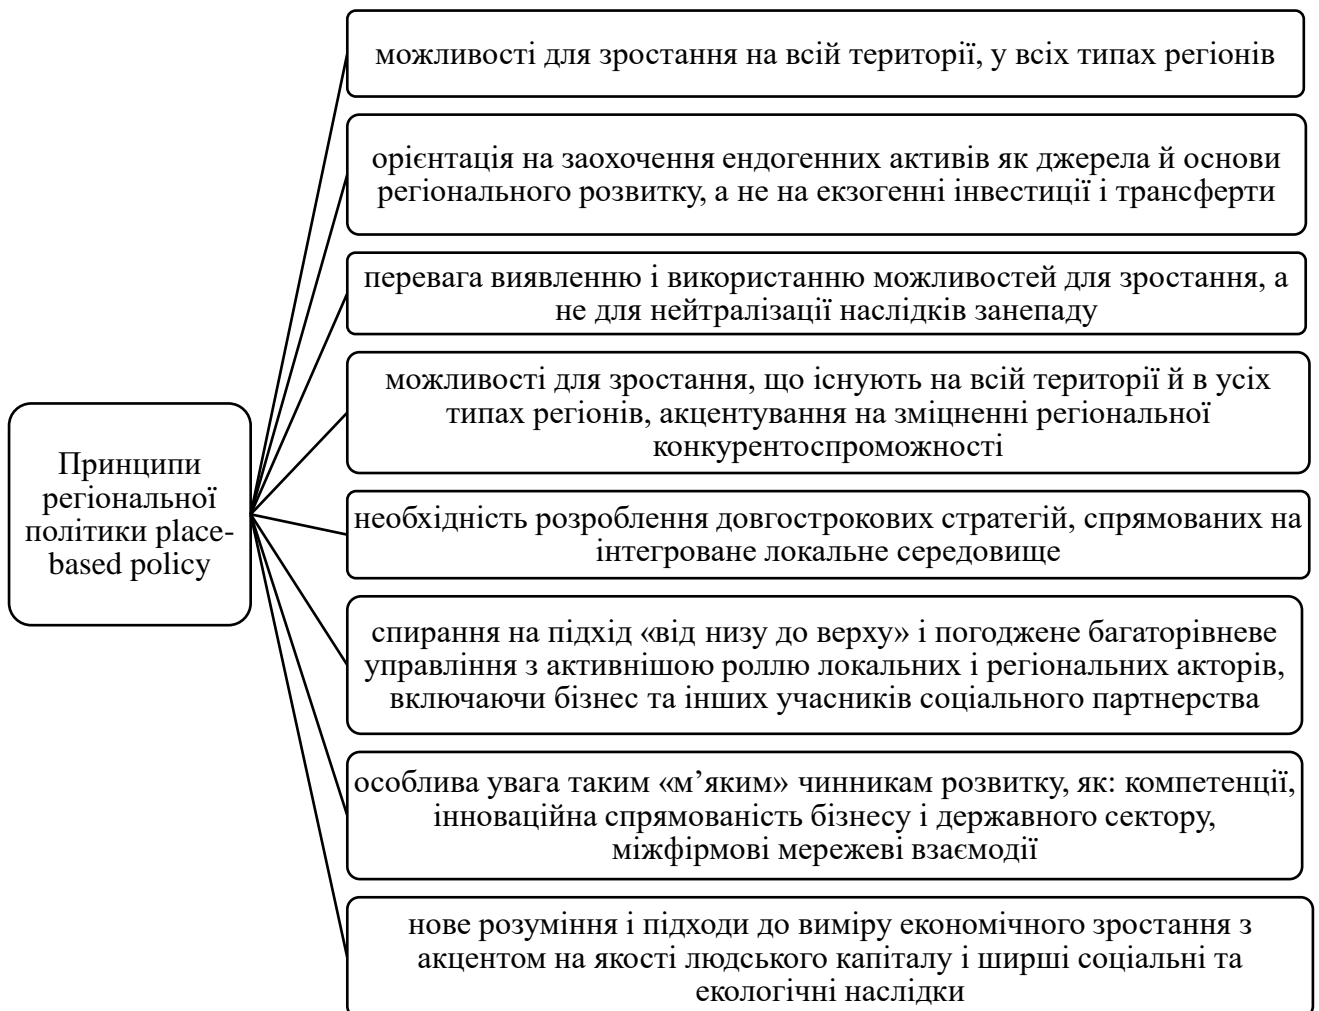 Принципи
регіональної
політики place-
based policy
можливості для зростання на всій території, у всіх типах регіонів
орієнтація на заохочення ендогенних активів як джерела й основи
регіонального розвитку, а не на екзогенні інвестиції і трансферти
перевага виявленню і використанню можливостей для зростання, а
не для нейтралізації наслідків занепаду
можливості для зростання, що існують на всій території й в усіх
типах регіонів, акцентування на зміцненні регіональної
конкурентоспроможності
необхідність розроблення довгострокових стратегій, спрямованих на
інтегроване локальне середовище
спирання на підхід «від низу до верху» і погоджене багаторівневе
управління з активнішою роллю локальних і регіональних акторів,
включаючи бізнес та інших учасників соціального партнерства
особлива увага таким «м’яким» чинникам розвитку, як: компетенції,
інноваційна спрямованість бізнесу і державного сектору,
міжфірмові мережеві взаємодії
нове розуміння і підходи до виміру економічного зростання з
акцентом на якості людського капіталу і ширші соціальні та
екологічні наслідки